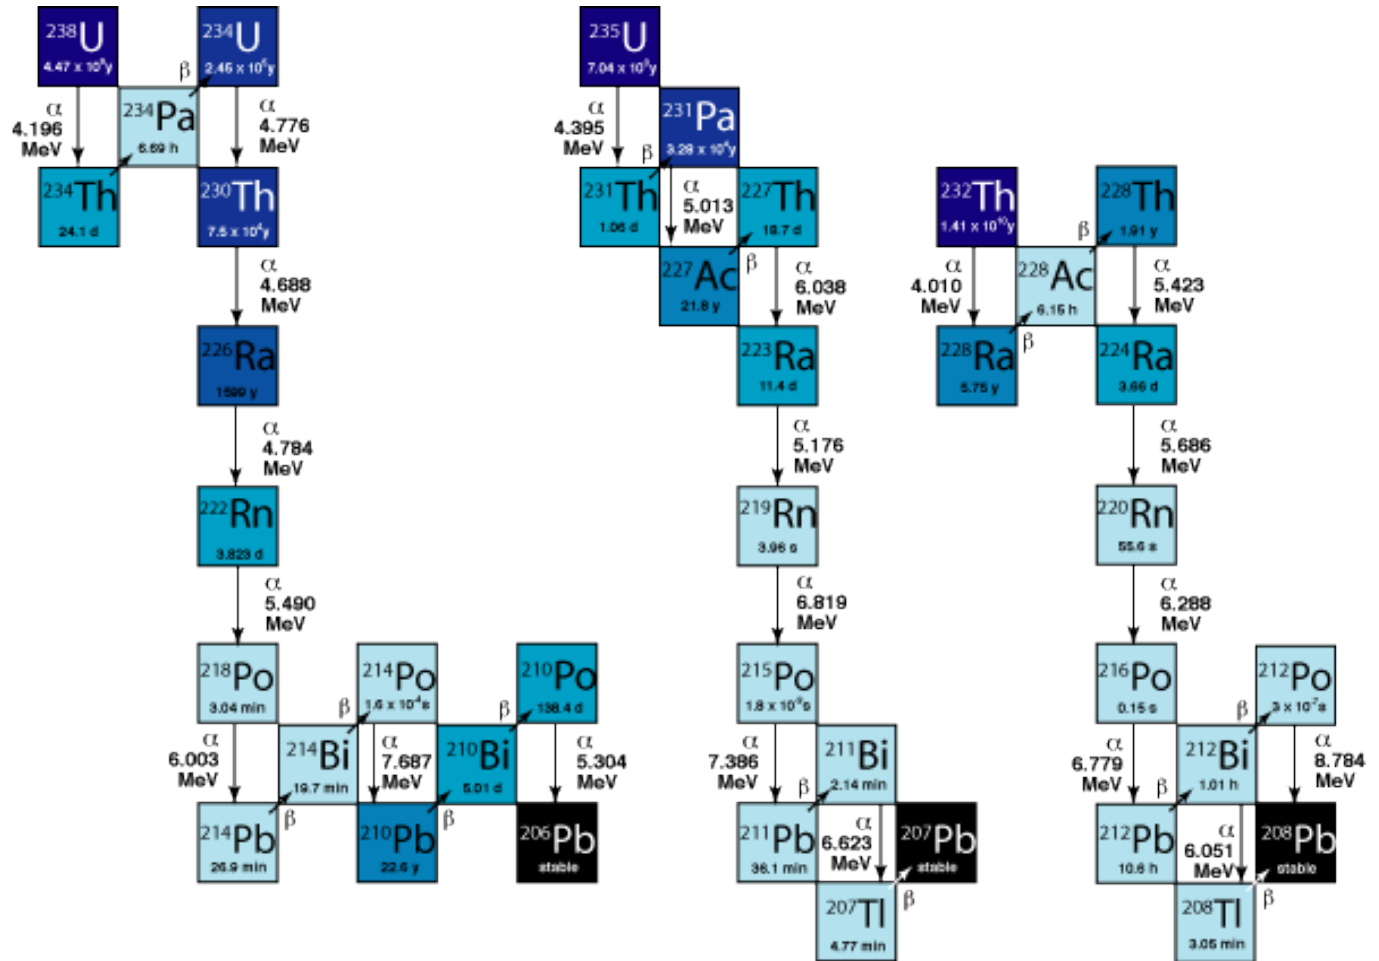 ²³⁸U
4.47 x 10⁹y
²³⁴U
2.45 x 10⁵y
β
²³⁴Pa
6.69 h
α
4.196
MeV
α
4.776
MeV
²³⁴Th
24.1 d
²³⁰Th
7.5 x 10⁴y
α
4.688
MeV
²²⁶Ra
1599 y
α
4.784
MeV
²²²Rn
3.823 d
α
5.490
MeV
²¹⁸Po
3.04 min
²¹⁴Po
1.6 x 10⁻⁴s
²¹⁰Po
138.4 d
β
β
α
6.003
MeV
²¹⁴Bi
19.7 min
α
7.687
MeV
²¹⁰Bi
5.01 d
α
5.304
MeV
²¹⁴Pb
26.9 min
β
²¹⁰Pb
22.6 y
β
²⁰⁶Pb
stable
²³⁵U
α
4.395
MeV
²³¹Pa
3.28 x 10⁴y
β
²³¹Th
1.06 d
α
5.013
MeV
²²⁷Th
18.7 d
²²⁷Ac
21.8 y
β
α
6.038
MeV
²²³Ra
11.4 d
α
5.176
MeV
²¹⁹Rn
3.96 s
α
6.819
MeV
²¹⁵Po
α
7.386
MeV
²¹¹Bi
2.14 min
β
²¹¹Pb
36.1 min
α
6.623
MeV
²⁰⁷Pb
stable
²⁰⁷Tl
4.77 min
β
²³²Th
1.41 x 10¹⁰y
²²⁸Th
1.91 y
β
α
4.010
MeV
²²⁸Ac
6.15 h
α
5.423
MeV
²²⁸Ra
5.75 y
β
²²⁴Ra
3.66 d
α
5.686
MeV
²²⁰Rn
55.6 s
α
6.288
MeV
²¹⁶Po
0.15 s
²¹²Po
3 x 10⁻⁷s
β
α
6.779
MeV
²¹²Bi
1.01 h
α
8.784
MeV
β
²¹²Pb
10.6 h
α
6.051
MeV
²⁰⁸Pb
stable
²⁰⁸Tl
3.05 min
β